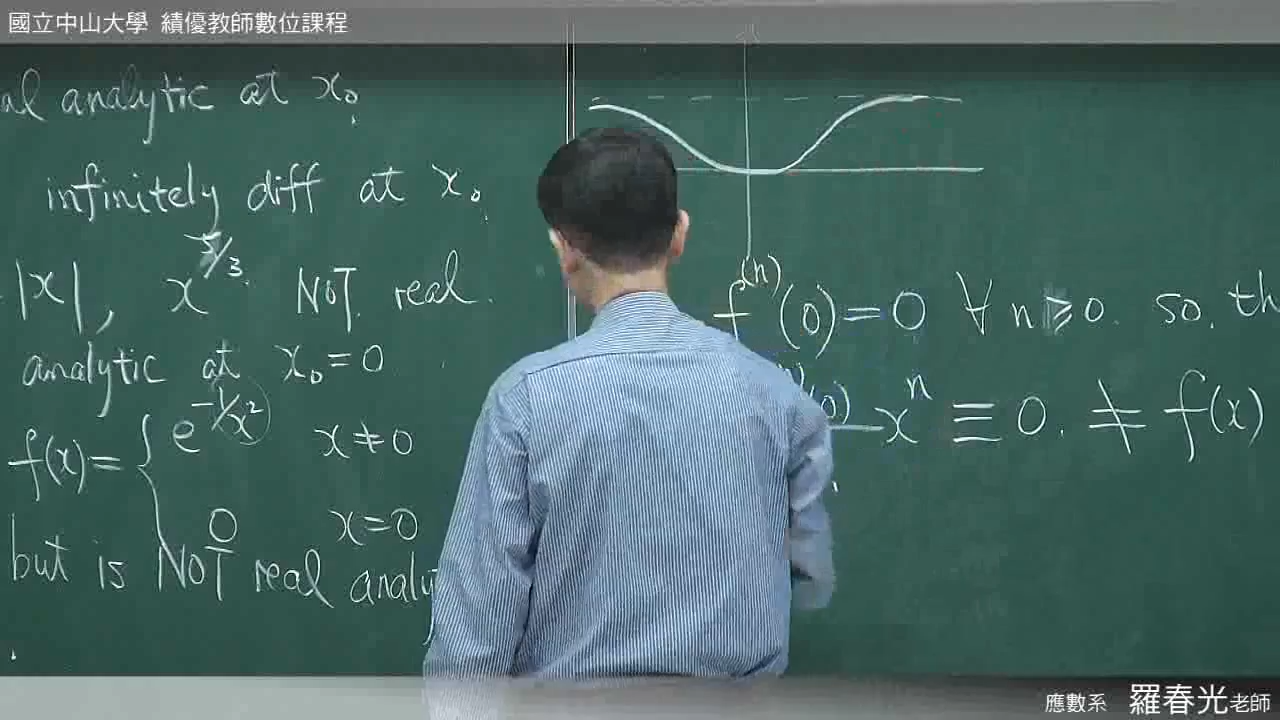 國立中山大學 績優教師數位課程
al analytic at x₀
infinitely diff at x₀
|x|, x^{5/3} NOT real
analytic at x₀ = 0
f(x) = { e^{-1/x²} x ≠ 0
0 x = 0
but is NOT real analy
f^{(n)}(0) = 0 ∀ n ≥ 0. so. th
(0) x^n ≡ 0. ≠ f(x)
應數系 羅春光老師